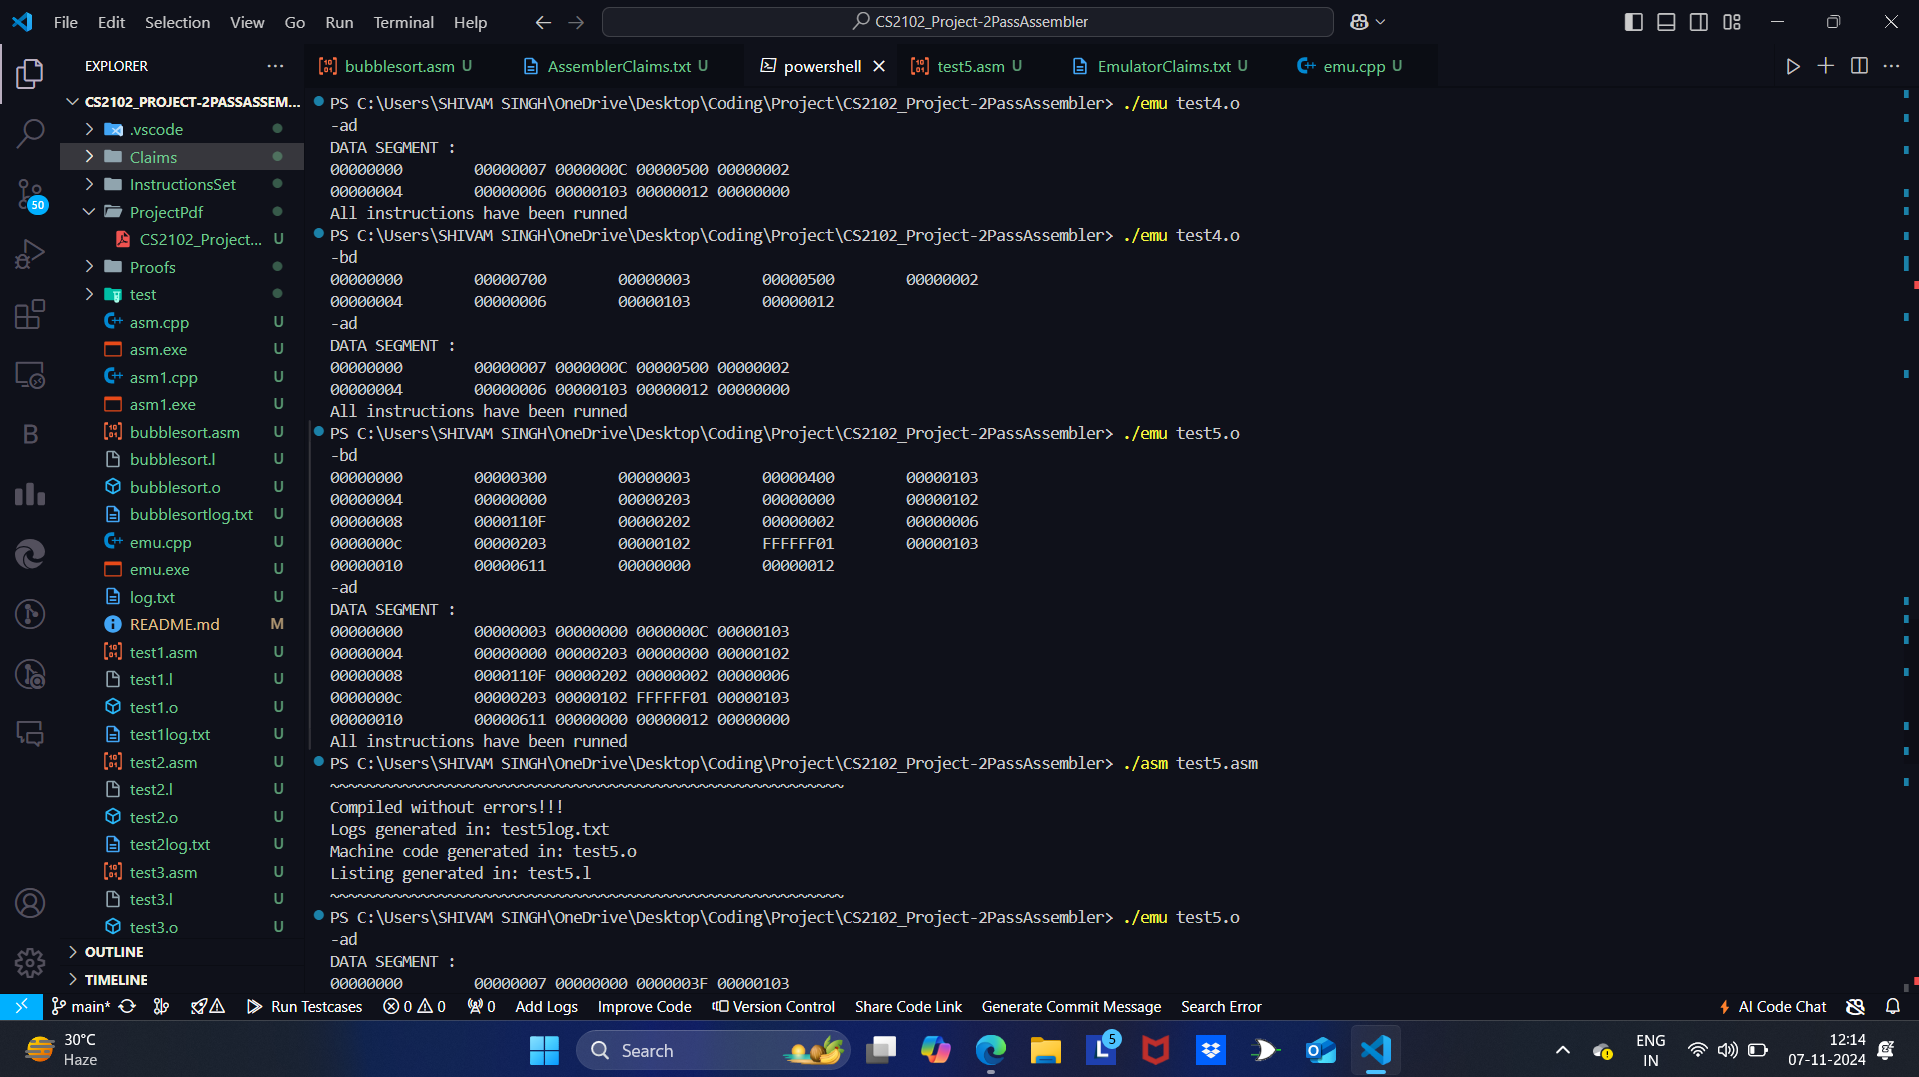 File Edit Selection View Go Run Terminal Help
CS2102_Project-2PassAssembler
EXPLORER
bubblesort.asm U AssemblerClaims.txt U powershell test5.asm U EmulatorClaims.txt U emu.cpp U
CS2102_PROJECT-2PASSASSEM...
.vscode
Claims
InstructionsSet
ProjectPdf
CS2102_Project... U
Proofs
test
asm.cpp U
asm.exe U
asm1.cpp U
asm1.exe U
bubblesort.asm U
bubblesort.l U
bubblesort.o U
bubblesortlog.txt U
emu.cpp U
emu.exe U
log.txt U
README.md M
test1.asm U
test1.l U
test1.o U
test1log.txt U
test2.asm U
test2.l U
test2.o U
test2log.txt U
test3.asm U
test3.l U
test3.o U
OUTLINE
TIMELINE
50
B
PS C:\Users\SHIVAM SINGH\OneDrive\Desktop\Coding\Project\CS2102_Project-2PassAssembler> ./emu test4.o
-ad
DATA SEGMENT :
00000000 00000007 0000000C 00000500 00000002
00000004 00000006 00000103 00000012 00000000
All instructions have been runned
PS C:\Users\SHIVAM SINGH\OneDrive\Desktop\Coding\Project\CS2102_Project-2PassAssembler> ./emu test4.o
-bd
00000000 00000700 00000003 00000500 00000002
00000004 00000006 00000103 00000012
-ad
DATA SEGMENT :
00000000 00000007 0000000C 00000500 00000002
00000004 00000006 00000103 00000012 00000000
All instructions have been runned
PS C:\Users\SHIVAM SINGH\OneDrive\Desktop\Coding\Project\CS2102_Project-2PassAssembler> ./emu test5.o
-bd
00000000 00000300 00000003 00000400 00000103
00000004 00000000 00000203 00000000 00000102
00000008 0000110F 00000202 00000002 00000006
0000000c 00000203 00000102 FFFFFF01 00000103
00000010 00000611 00000000 00000012
-ad
DATA SEGMENT :
00000000 00000003 00000000 0000000C 00000103
00000004 00000000 00000203 00000000 00000102
00000008 0000110F 00000202 00000002 00000006
0000000c 00000203 00000102 FFFFFF01 00000103
00000010 00000611 00000000 00000012 00000000
All instructions have been runned
PS C:\Users\SHIVAM SINGH\OneDrive\Desktop\Coding\Project\CS2102_Project-2PassAssembler> ./asm test5.asm
~~~~~~~~~~~~~~~~~~~~~~~~~~~~~~~~~~~~~~~~~~~~~~~~~~~~~~~~~
Compiled without errors!!!
Logs generated in: test5log.txt
Machine code generated in: test5.o
Listing generated in: test5.l
~~~~~~~~~~~~~~~~~~~~~~~~~~~~~~~~~~~~~~~~~~~~~~~~~~~~~~~~~
PS C:\Users\SHIVAM SINGH\OneDrive\Desktop\Coding\Project\CS2102_Project-2PassAssembler> ./emu test5.o
-ad
DATA SEGMENT :
00000000 00000007 00000000 0000003F 00000103
main* Run Testcases 0 0 0 Add Logs Improve Code Version Control Share Code Link Generate Commit Message Search Error AI Code Chat
30°C
Haze
Search
L 5
ENG
IN
12:14
07-11-2024